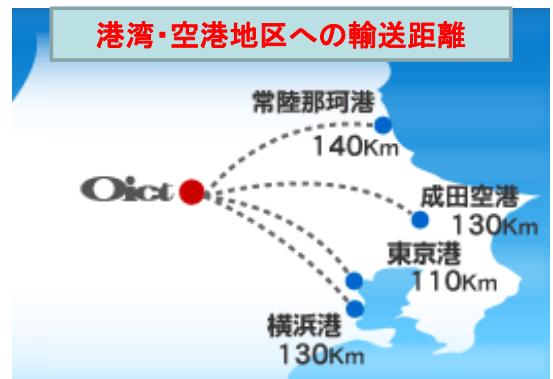 港湾・空港地区への輸送距離
常陸那珂港
140Km
Oict
成田空港
130Km
東京港
110Km
横浜港
130Km